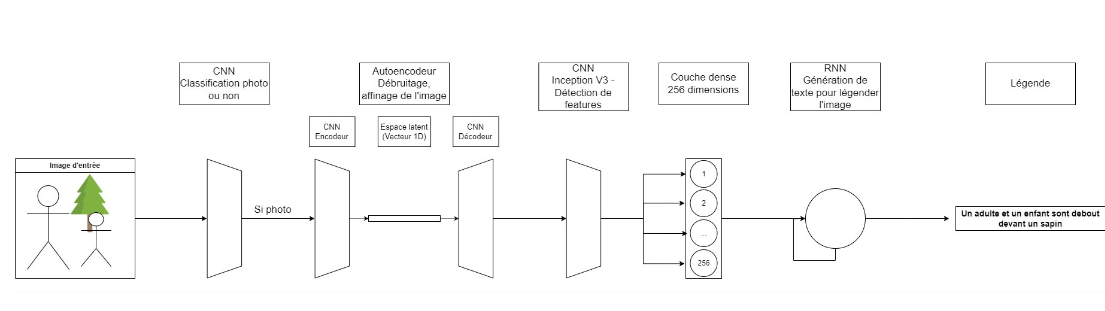 CNN
Classification photo
ou non
Autoencodeur
Débruitage,
affinage de l'image
CNN
Inception V3 -
Détection de
features
Couche dense
256 dimensions
RNN
Génération de
texte pour légender
l'image
Légende
CNN
Encodeur
Espace latent
(Vecteur 1D)
CNN
Décodeur
Image d'entrée
Si photo
1
2
...
256
Un adulte et un enfant sont debout
devant un sapin